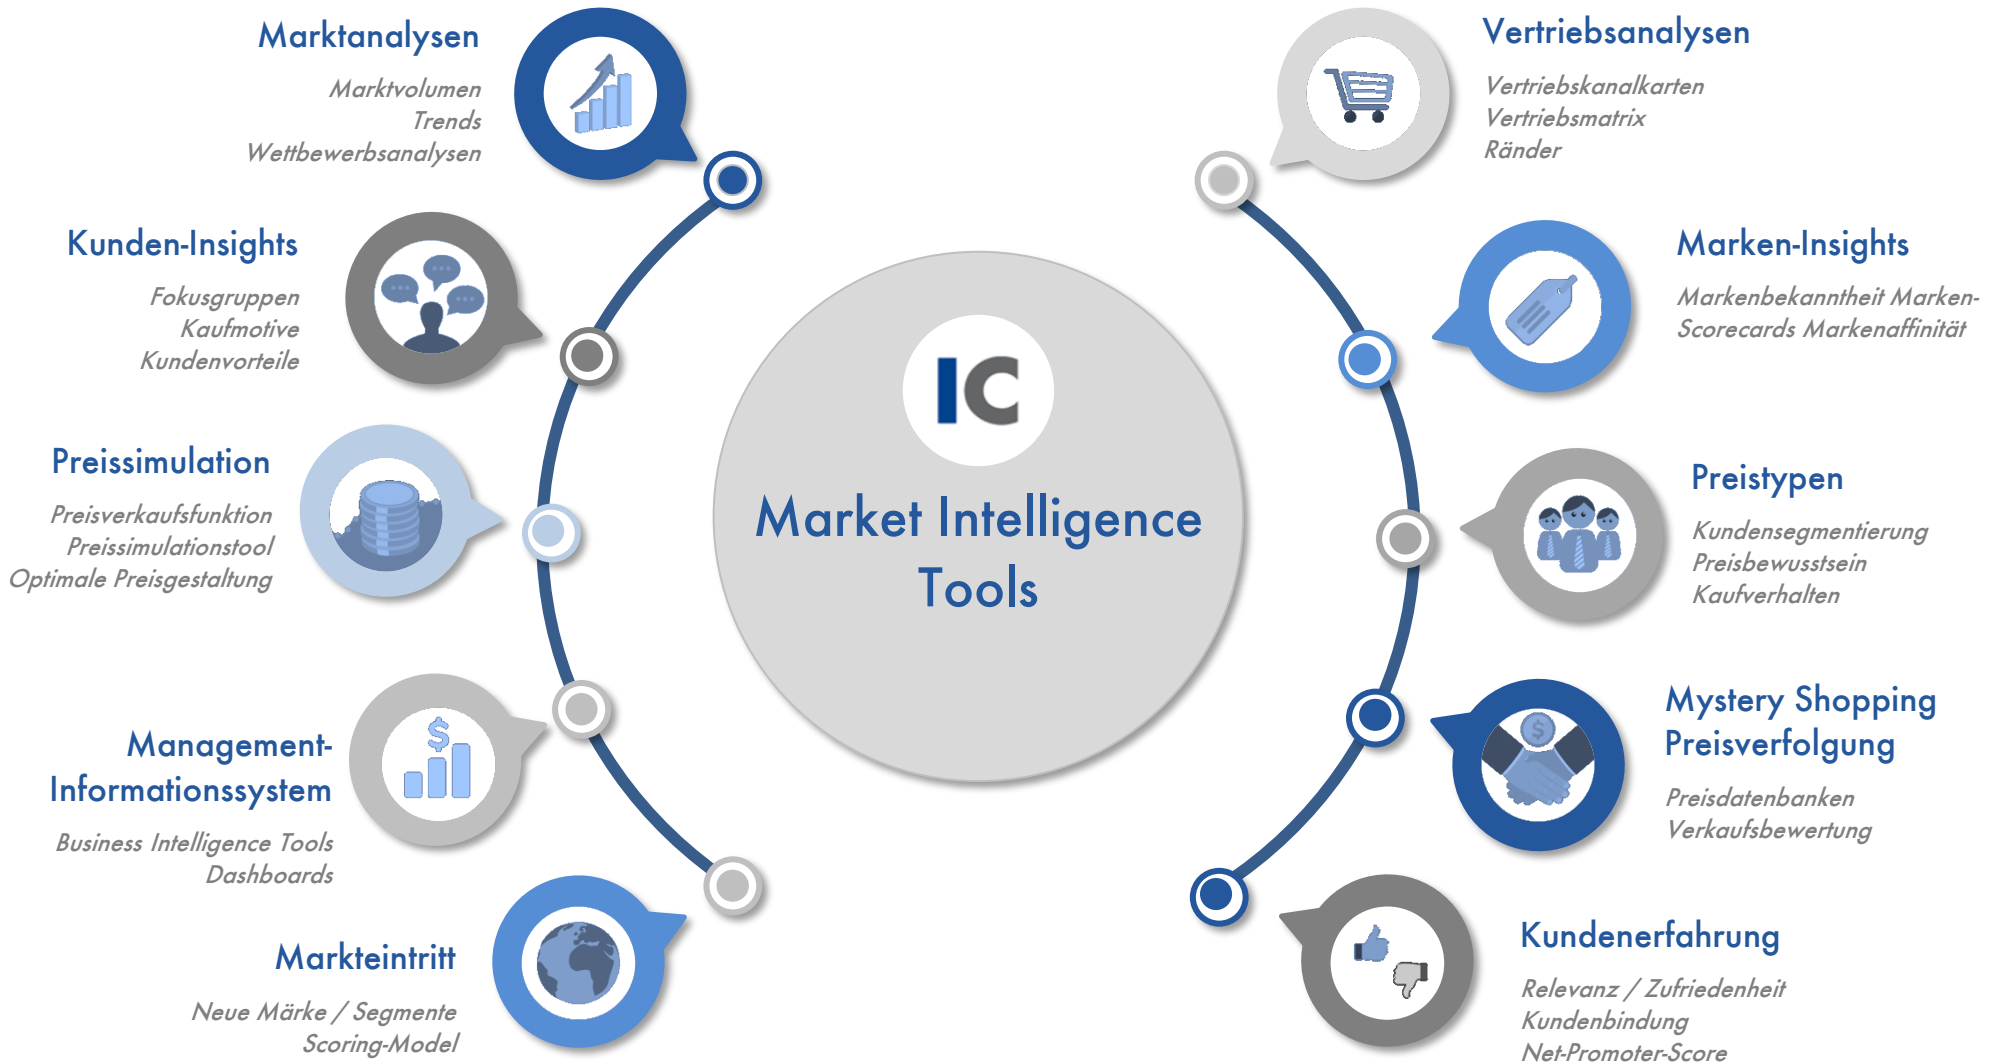 Marktanalysen
Marktvolumen
Trends
Wettbewerbsanalysen
Kunden-Insights
Fokusgruppen
Kaufmotive
Kundenvorteile
Preissimulation
Preisverkaufsfunktion
Preissimulationstool
Optimale Preisgestaltung
$
Management-
Informationssystem
Business Intelligence Tools
Dashboards
Markteintritt
Neue Märke / Segmente
Scoring-Model
IC
Market Intelligence
Tools
Vertriebsanalysen
Vertriebskanalkarten
Vertriebsmatrix
Ränder
Marken-Insights
Markenbekanntheit Marken-
Scorecards Markenaffinität
Preistypen
Kundensegmentierung
Preisbewusstsein
Kaufverhalten
Mystery Shopping
Preisverfolgung
$
Preisdatenbanken
Verkaufsbewertung
Kundenerfahrung
Relevanz / Zufriedenheit
Kundenbindung
Net-Promoter-Score